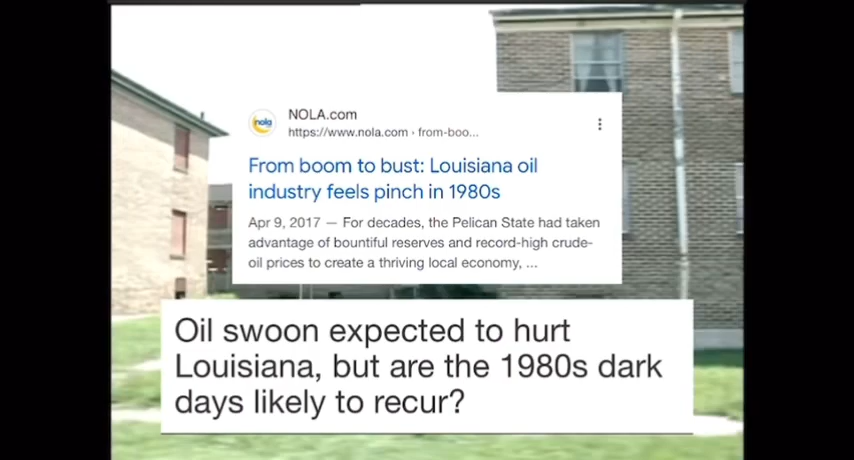 nola
NOLA.com
https://www.nola.com › from-boo...
From boom to bust: Louisiana oil
industry feels pinch in 1980s
Apr 9, 2017 — For decades, the Pelican State had taken
advantage of bountiful reserves and record-high crude-
oil prices to create a thriving local economy, ...
Oil swoon expected to hurt
Louisiana, but are the 1980s dark
days likely to recur?